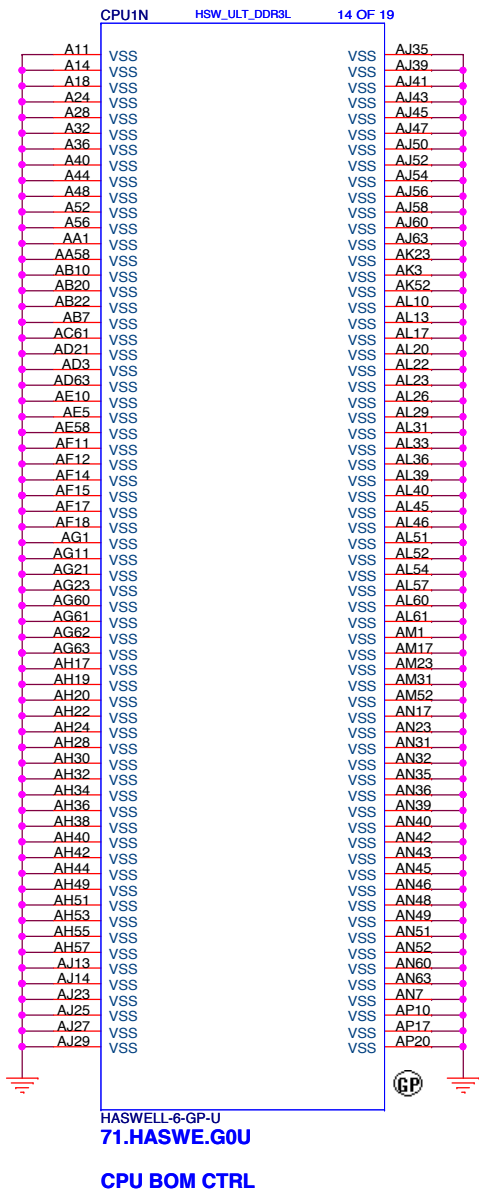 CPU1N HSW_ULT_DDR3L 14 OF 19
A11 VSS VSS AJ35
A14 VSS VSS AJ39
A18 VSS VSS AJ41
A24 VSS VSS AJ43
A28 VSS VSS AJ45
A32 VSS VSS AJ47
A36 VSS VSS AJ50
A40 VSS VSS AJ52
A44 VSS VSS AJ54
A48 VSS VSS AJ56
A52 VSS VSS AJ58
A56 VSS VSS AJ60
AA1 VSS VSS AJ63
AA58 VSS VSS AK23
AB10 VSS VSS AK3
AB20 VSS VSS AK52
AB22 VSS VSS AL10
AB7 VSS VSS AL13
AC61 VSS VSS AL17
AD21 VSS VSS AL20
AD3 VSS VSS AL22
AD63 VSS VSS AL23
AE10 VSS VSS AL26
AE5 VSS VSS AL29
AE58 VSS VSS AL31
AF11 VSS VSS AL33
AF12 VSS VSS AL36
AF14 VSS VSS AL39
AF15 VSS VSS AL40
AF17 VSS VSS AL45
AF18 VSS VSS AL46
AG1 VSS VSS AL51
AG11 VSS VSS AL52
AG21 VSS VSS AL54
AG23 VSS VSS AL57
AG60 VSS VSS AL60
AG61 VSS VSS AL61
AG62 VSS VSS AM1
AG63 VSS VSS AM17
AH17 VSS VSS AM23
AH19 VSS VSS AM31
AH20 VSS VSS AM52
AH22 VSS VSS AN17
AH24 VSS VSS AN23
AH28 VSS VSS AN31
AH30 VSS VSS AN32
AH32 VSS VSS AN35
AH34 VSS VSS AN36
AH36 VSS VSS AN39
AH38 VSS VSS AN40
AH40 VSS VSS AN42
AH42 VSS VSS AN43
AH44 VSS VSS AN45
AH49 VSS VSS AN46
AH51 VSS VSS AN48
AH53 VSS VSS AN49
AH55 VSS VSS AN51
AH57 VSS VSS AN52
AJ13 VSS VSS AN60
AJ14 VSS VSS AN63
AJ23 VSS VSS AN7
AJ25 VSS VSS AP10
AJ27 VSS VSS AP17
AJ29 VSS VSS AP20
GP
HASWELL-6-GP-U
71.HASWE.G0U
CPU BOM CTRL